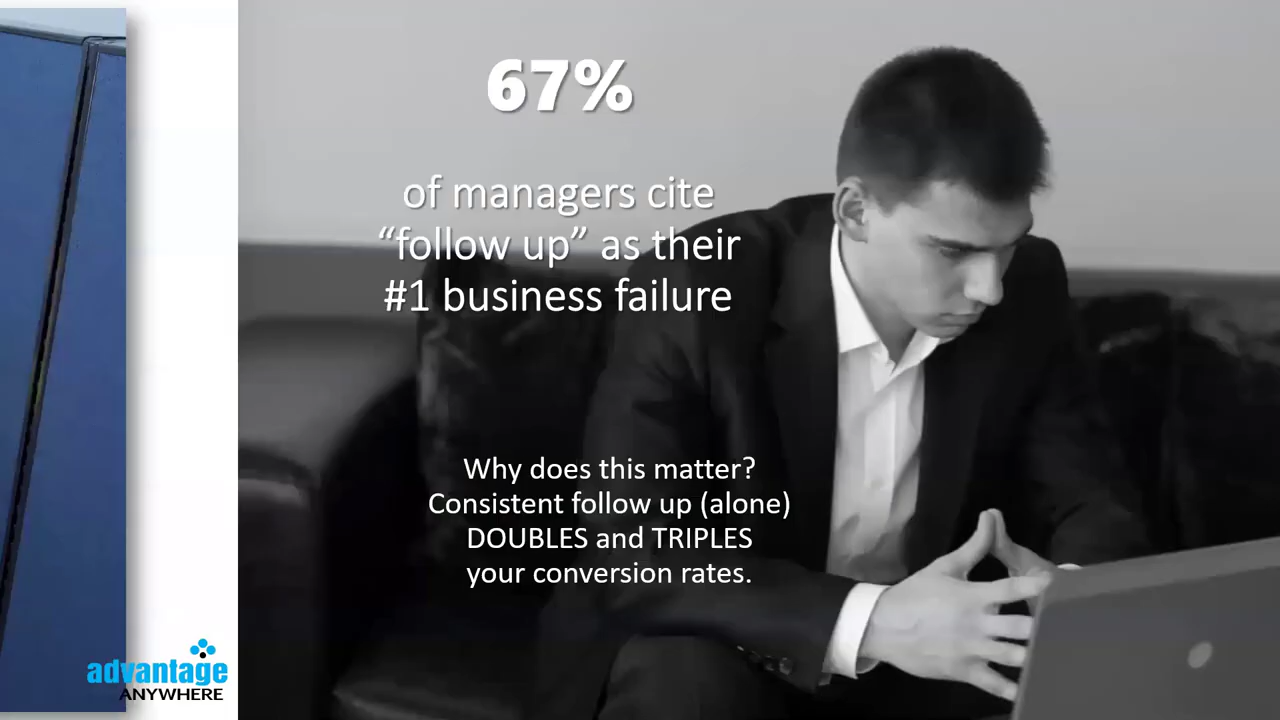 67%
of managers cite
“follow up” as their
#1 business failure
Why does this matter?
Consistent follow up (alone)
DOUBLES and TRIPLES
your conversion rates.
advantage
ANYWHERE